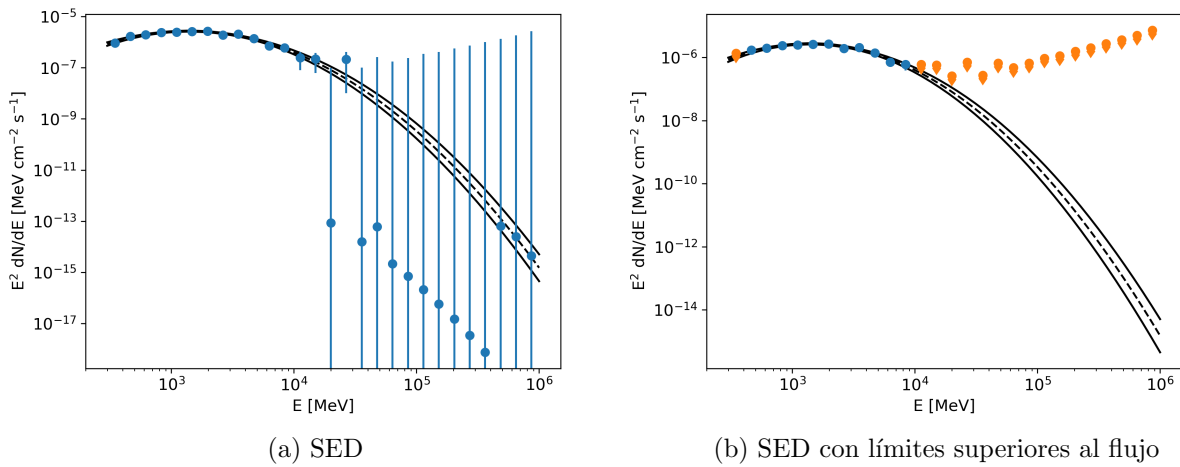 10^{-5}
10^{-7}
10^{-9}
10^{-11}
10^{-13}
10^{-15}
10^{-17}
E^2 dN/dE [MeV cm^{-2} s^{-1}]
10^3 10^4 10^5 10^6
E [MeV]
(a) SED
10^{-6}
10^{-8}
10^{-10}
10^{-12}
10^{-14}
E^2 dN/dE [MeV cm^{-2} s^{-1}]
10^3 10^4 10^5 10^6
E [MeV]
(b) SED con límites superiores al flujo